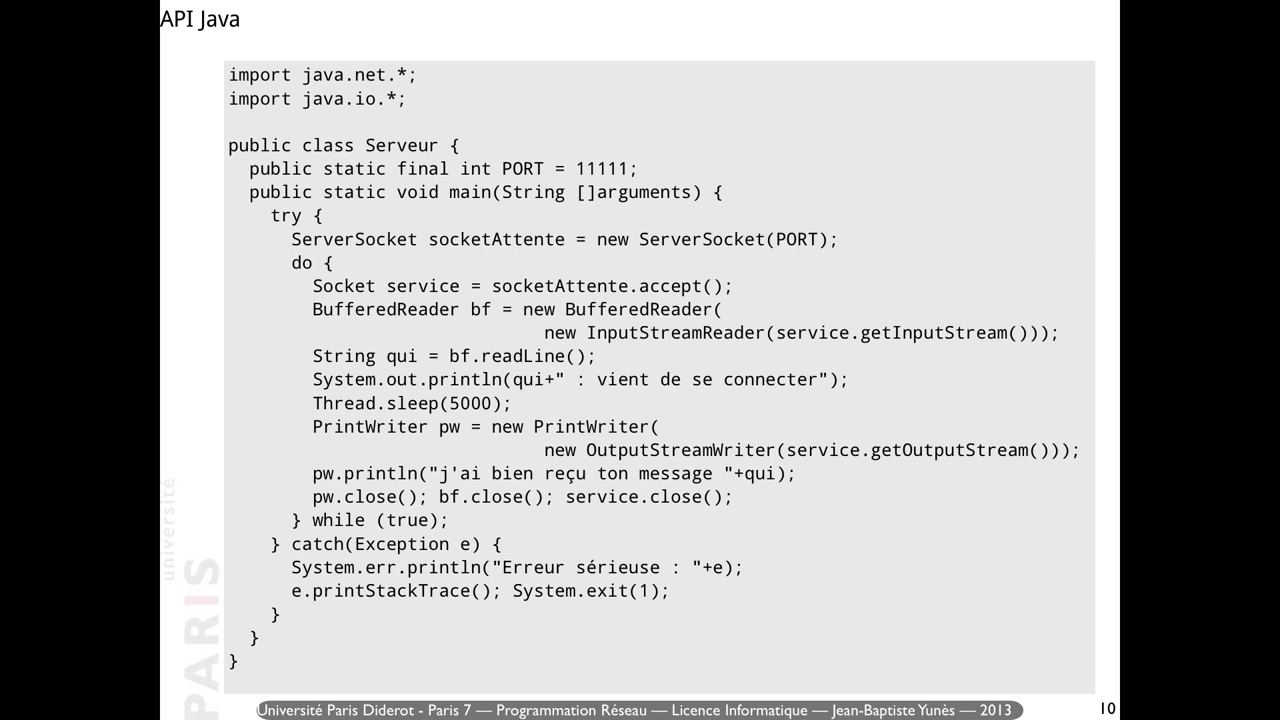 API Java
import java.net.*;
import java.io.*;
public class Serveur {
public static final int PORT = 11111;
public static void main(String []arguments) {
try {
ServerSocket socketAttente = new ServerSocket(PORT);
do {
Socket service = socketAttente.accept();
BufferedReader bf = new BufferedReader(
new InputStreamReader(service.getInputStream()));
String qui = bf.readLine();
System.out.println(qui+" : vient de se connecter");
Thread.sleep(5000);
PrintWriter pw = new PrintWriter(
new OutputStreamWriter(service.getOutputStream()));
pw.println("j'ai bien reçu ton message "+qui);
pw.close(); bf.close(); service.close();
} while (true);
} catch(Exception e) {
System.err.println("Erreur sérieuse : "+e);
e.printStackTrace(); System.exit(1);
}
}
}
université
PARIS
Université Paris Diderot - Paris 7 — Programmation Réseau — Licence Informatique — Jean-Baptiste Yunès — 2013
10